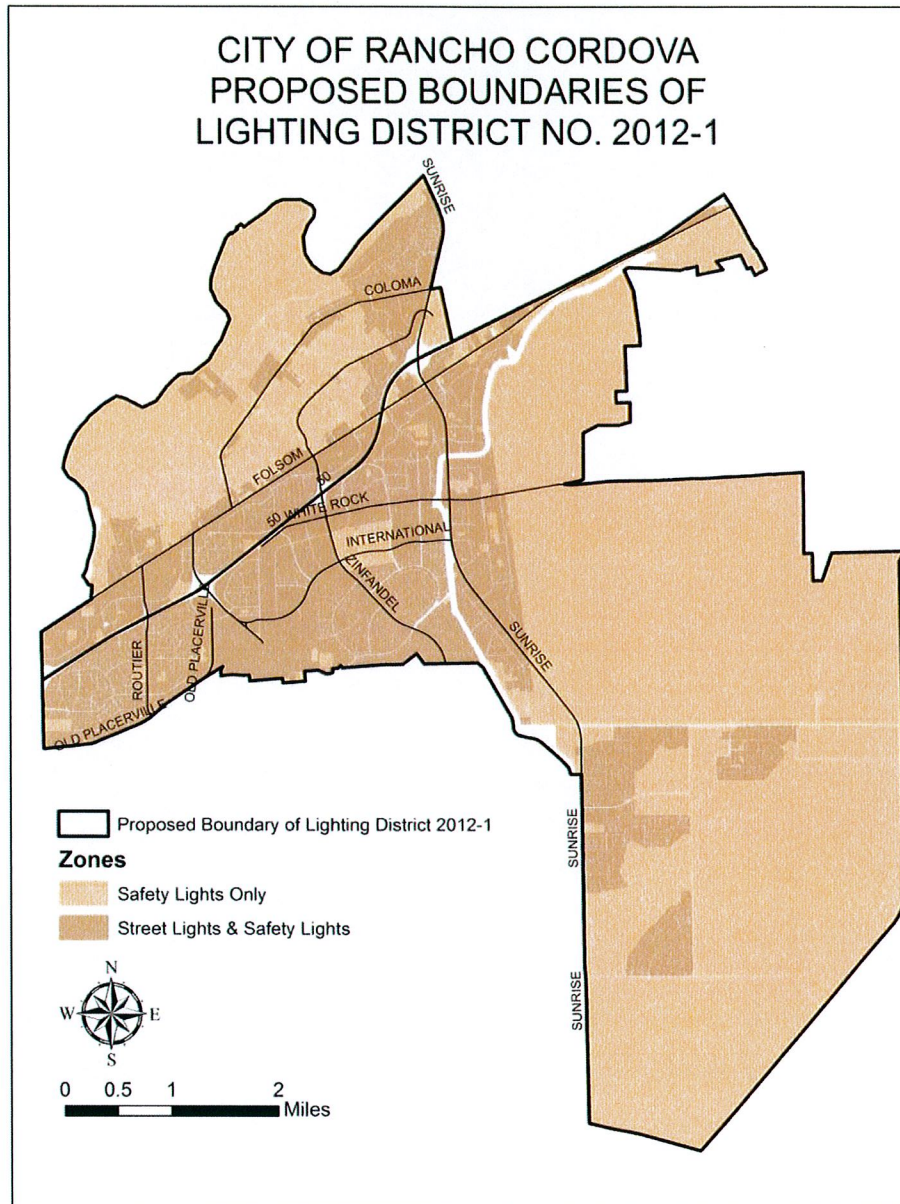 CITY OF RANCHO CORDOVA
PROPOSED BOUNDARIES OF
LIGHTING DISTRICT NO. 2012-1
SUNRISE
COLOMA
FOLSOM
50
50 WHITE ROCK
INTERNATIONAL
ZINFANDEL
SUNRISE
ROUTIER
OLD PLACERVILLE
OLD PLACERVILLE
SUNRISE
SUNRISE
Proposed Boundary of Lighting District 2012-1
Zones
Safety Lights Only
Street Lights & Safety Lights
N
W E
S
0 0.5 1 2
Miles